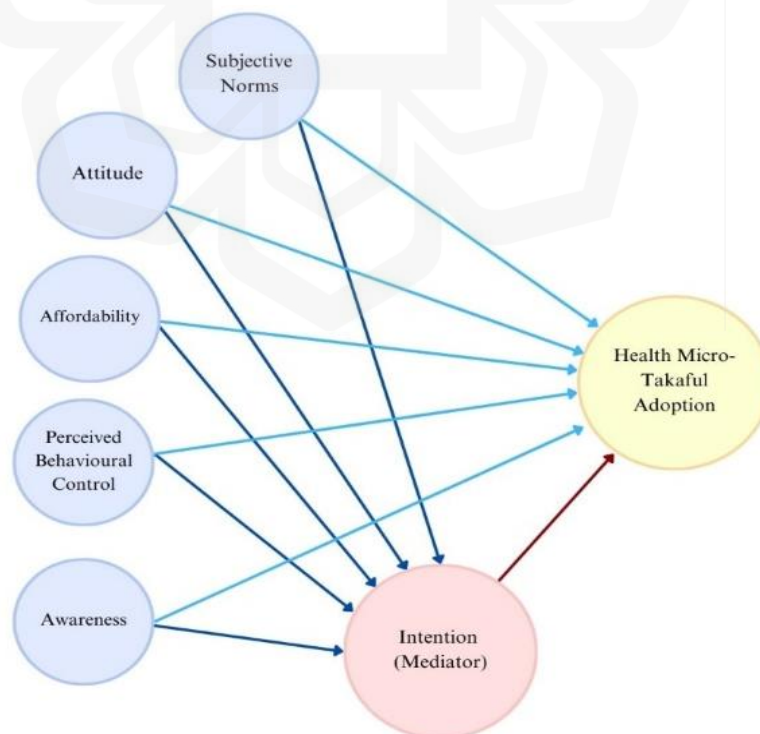 Subjective
Norms
Attitude
Affordability
Perceived
Behavioural
Control
Awareness
Health Micro-
Takaful
Adoption
Intention
(Mediator)